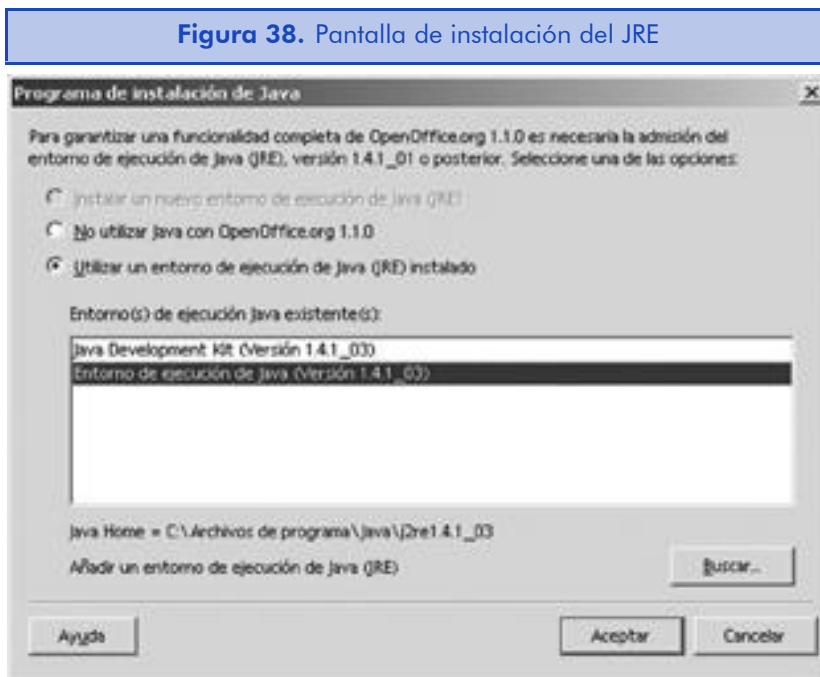 Figura 38. Pantalla de instalación del JRE
Programa de instalación de Java
Para garantizar una funcionalidad completa de OpenOffice.org 1.1.0 es necesaria la admisión del
entorno de ejecución de Java (JRE), versión 1.4.1_01 o posterior. Seleccione una de las opciones:
Instalar un nuevo entorno de ejecución de Java (JRE)
No utilizar Java con OpenOffice.org 1.1.0
Utilizar un entorno de ejecución de Java (JRE) instalado
Entorno(s) de ejecución Java existente(s):
Java Development Kit (Versión 1.4.1_03)
Entorno de ejecución de Java (Versión 1.4.1_03)
Java Home = C:\Archivos de programa\Java\j2re1.4.1_03
Añadir un entorno de ejecución de Java (JRE)
Buscar...
Ayuda
Aceptar
Cancelar